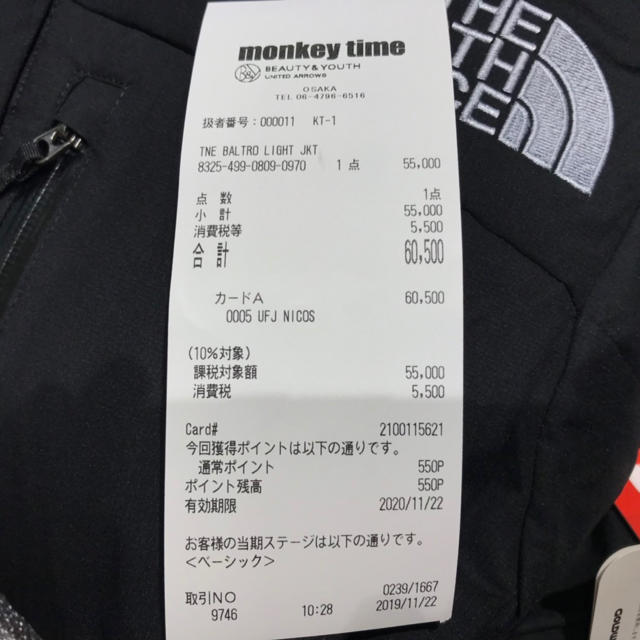 monkey time
BEAUTY&YOUTH
UNITED ARROWS
OSAKA
TEL 06-4796-6516
扱者番号:000011 KT-1
TNE BALTRO LIGHT JKT
8325-499-0809-0970 1 点 55,000
点 数 1点
小 計 55,000
消費税等 5,500
合 計 60,500
カードA 60,500
0005 UFJ NICOS
(10%対象)
課税対象額 55,000
消費税 5,500
Card# 2100115621
今回獲得ポイントは以下の通りです。
通常ポイント 550P
ポイント残高 550P
有効期限 2020/11/22
お客様の当期ステージは以下の通りです。
<ベーシック>
取引NO 0239/1667
9746 10:28 2019/11/22
THE